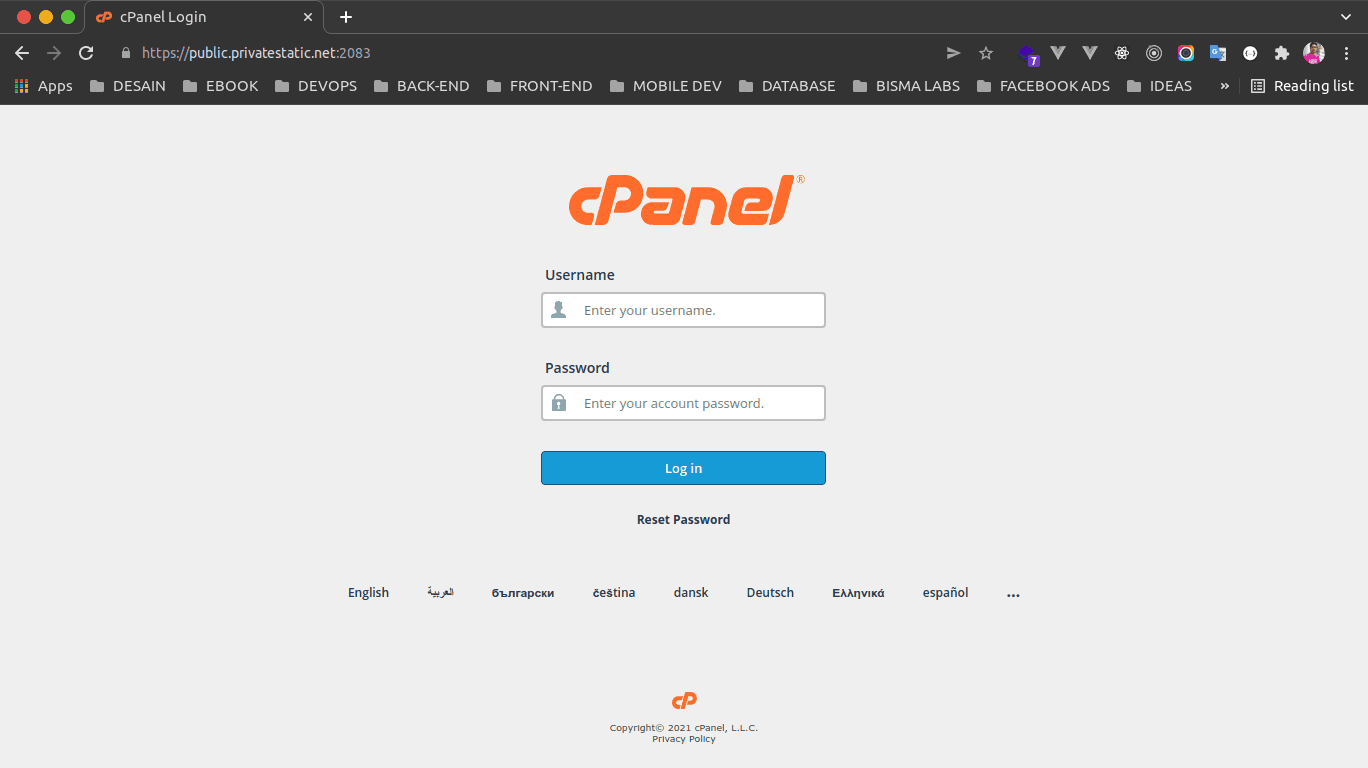 cPanel Login
https://public.privatestatic.net:2083
7
Apps DESAIN EBOOK DEVOPS BACK-END FRONT-END MOBILE DEV DATABASE BISMA LABS FACEBOOK ADS IDEAS » Reading list
cPanel®
Username
Enter your username.
Password
Enter your account password.
Log in
Reset Password
English العربية български čeština dansk Deutsch Ελληνικά español ...
cP
Copyright© 2021 cPanel, L.L.C.
Privacy Policy